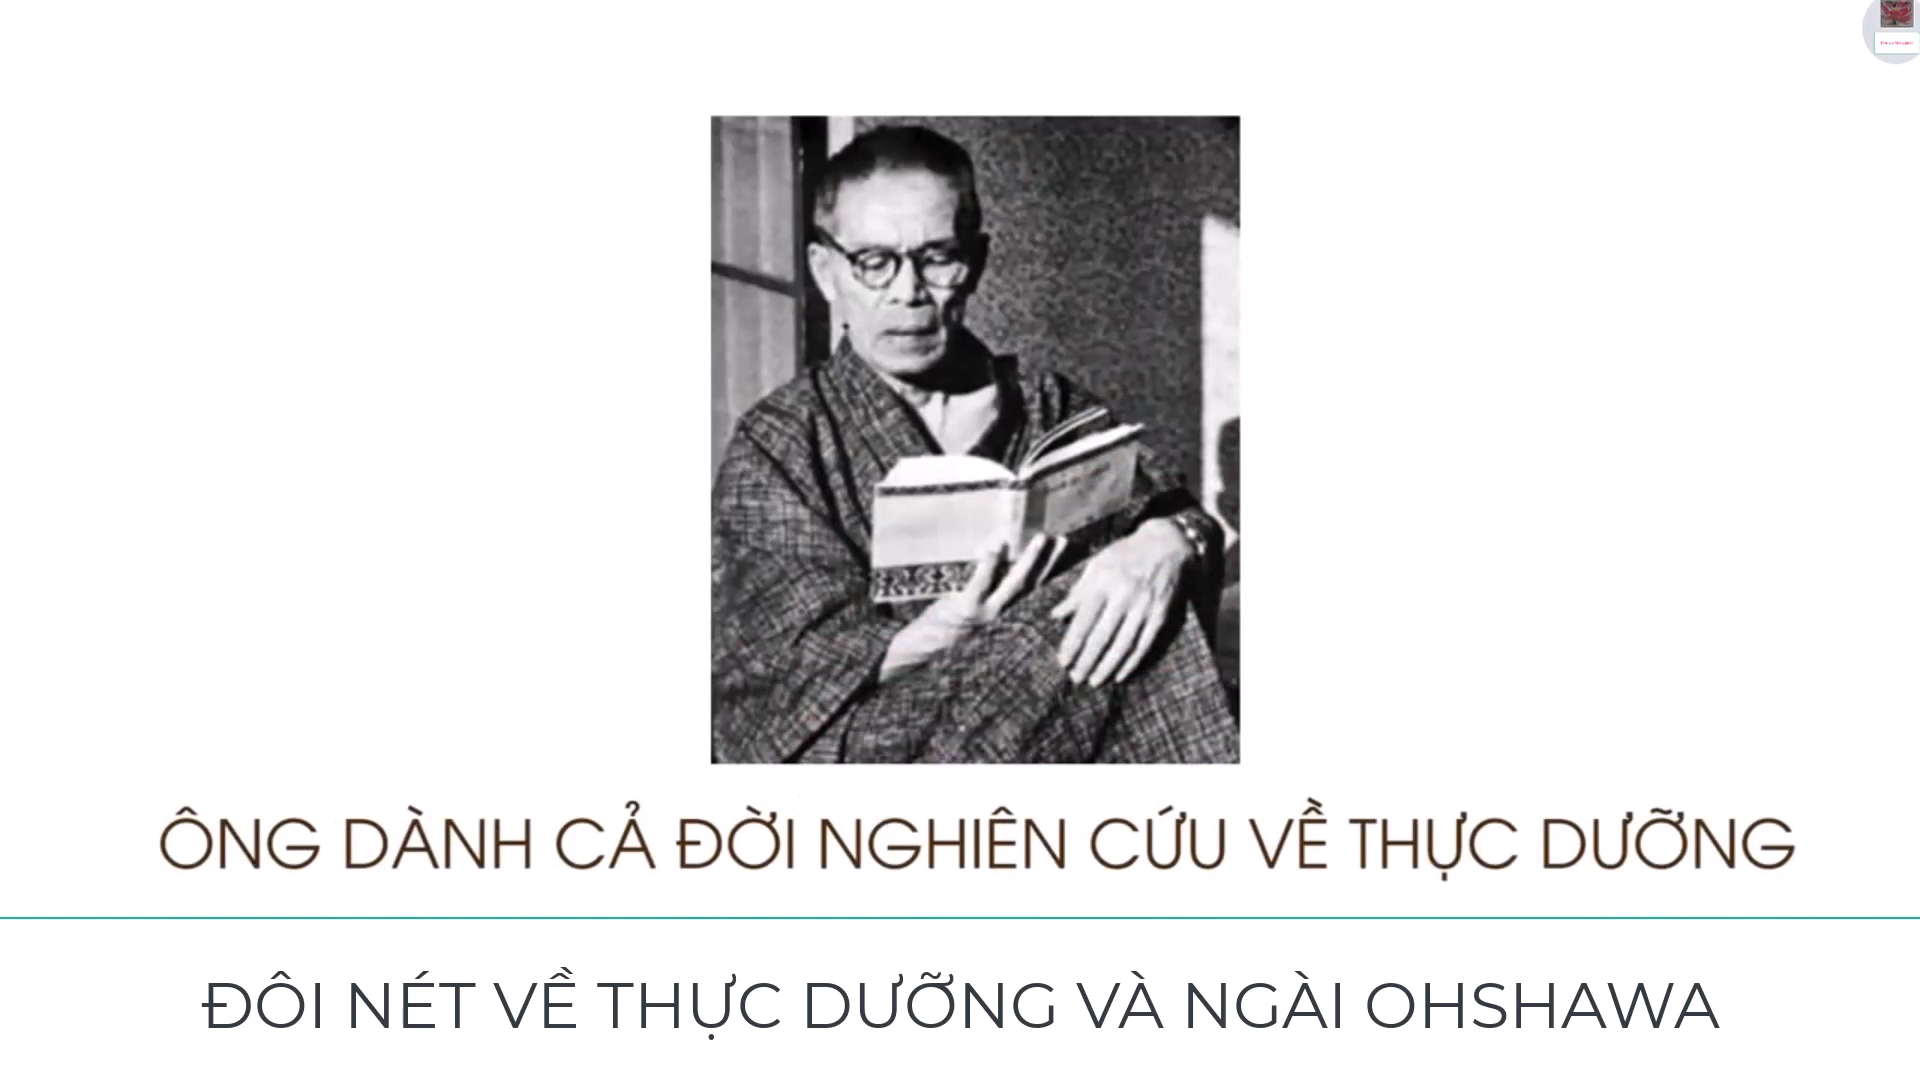 ÔNG DÀNH CẢ ĐỜI NGHIÊN CỨU VỀ THỰC DƯỠNG
ĐÔI NÉT VỀ THỰC DƯỠNG VÀ NGÀI OHSHAWA